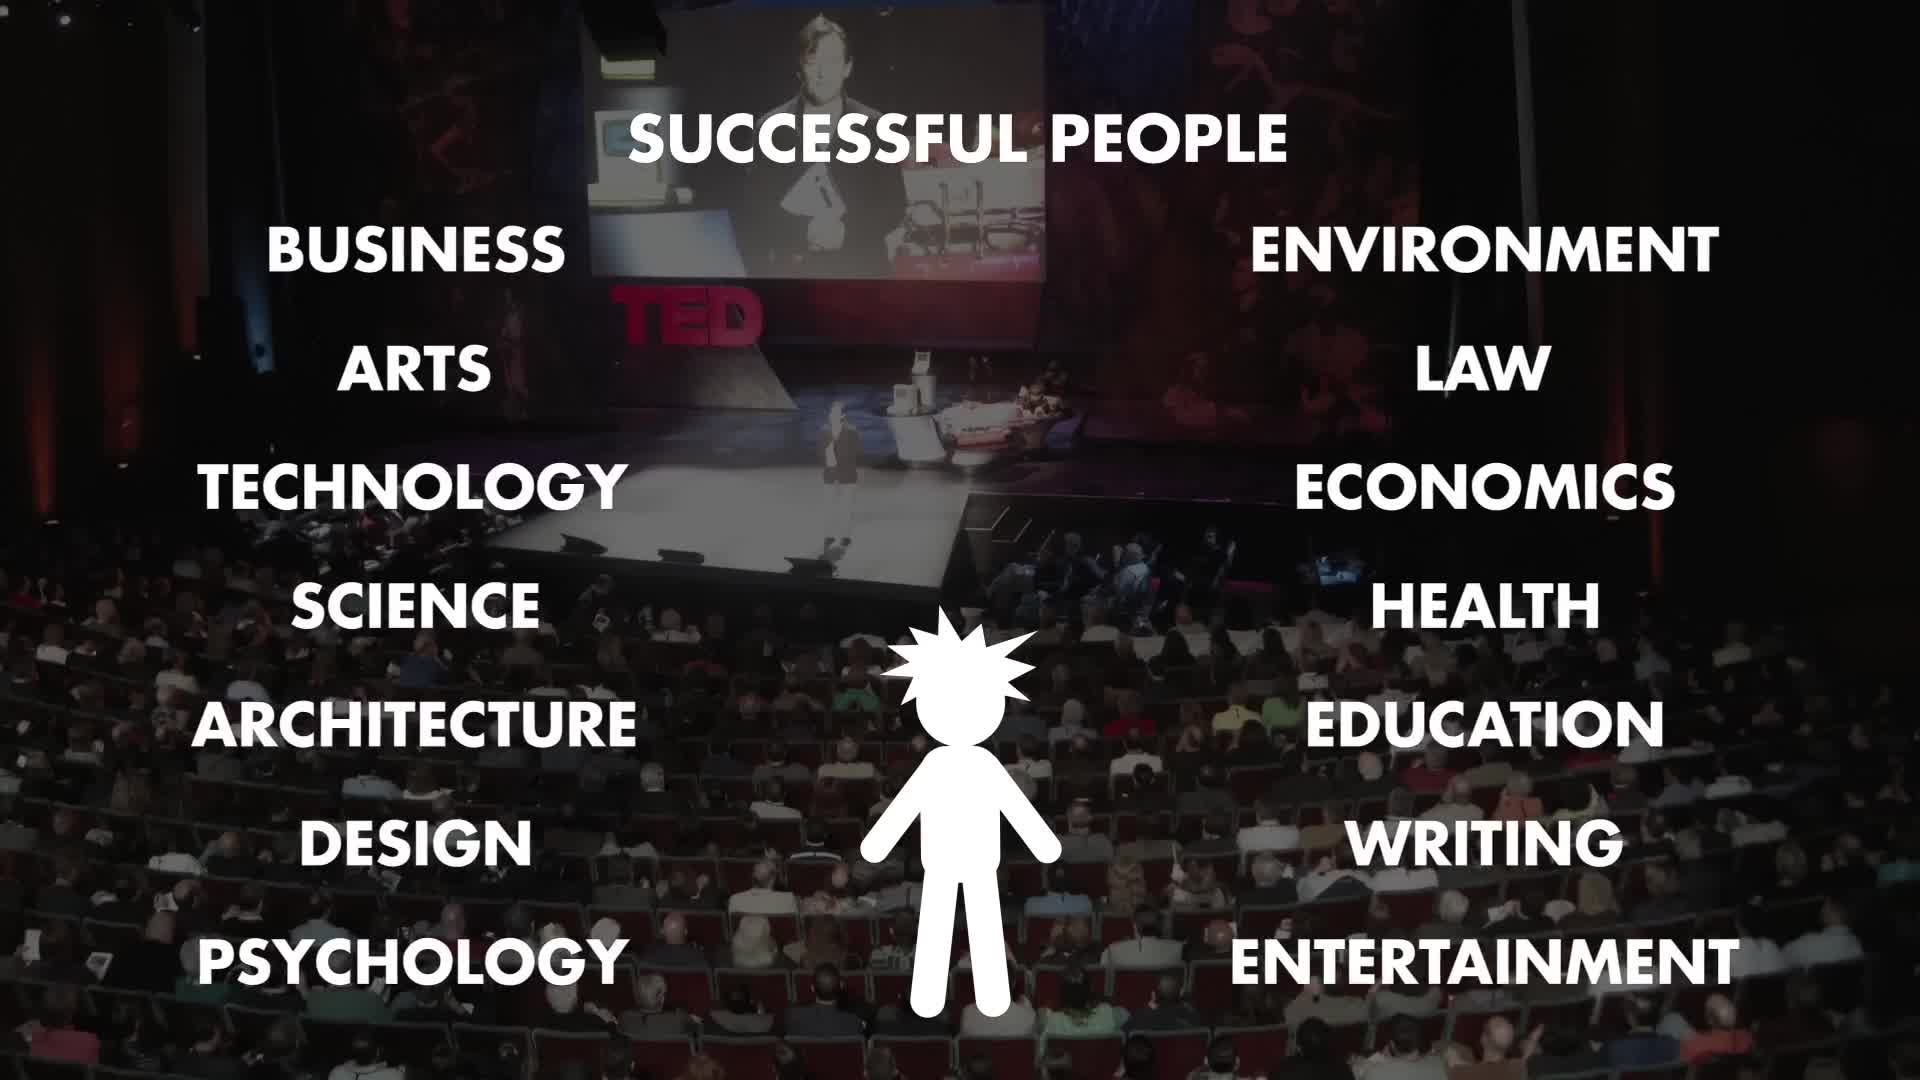 SUCCESSFUL PEOPLE
BUSINESS
ARTS
TECHNOLOGY
SCIENCE
ARCHITECTURE
DESIGN
PSYCHOLOGY
ENVIRONMENT
LAW
ECONOMICS
HEALTH
EDUCATION
WRITING
ENTERTAINMENT
TED